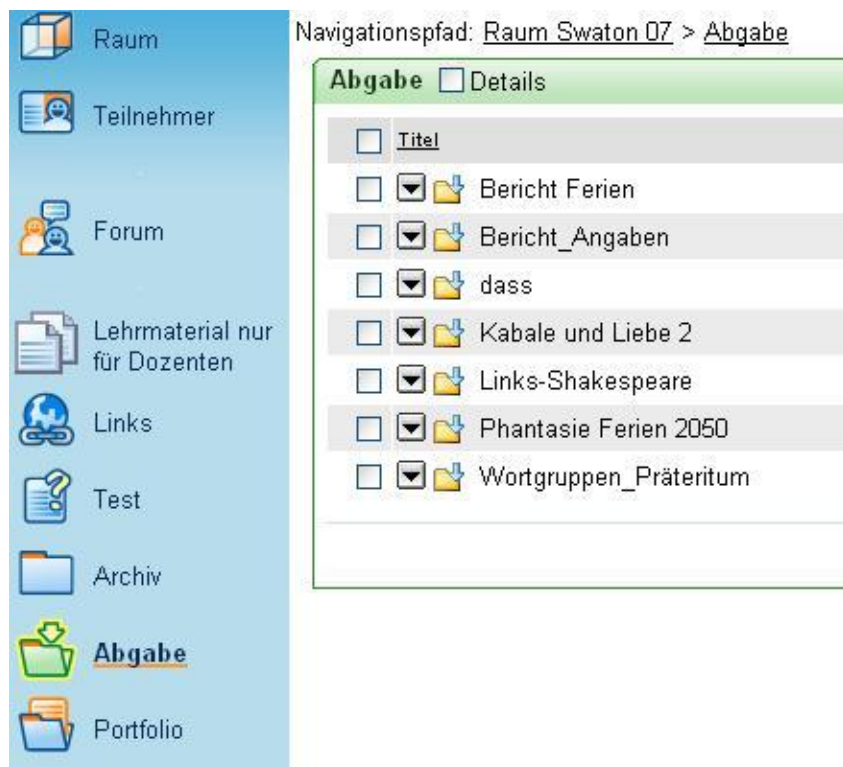 Raum
Teilnehmer
Forum
Lehrmaterial nur
für Dozenten
Links
Test
Archiv
Abgabe
Portfolio
Navigationspfad: Raum Swaton 07 > Abgabe
Abgabe Details
Titel
Bericht Ferien
Bericht_Angaben
dass
Kabale und Liebe 2
Links-Shakespeare
Phantasie Ferien 2050
Wortgruppen_Präteritum